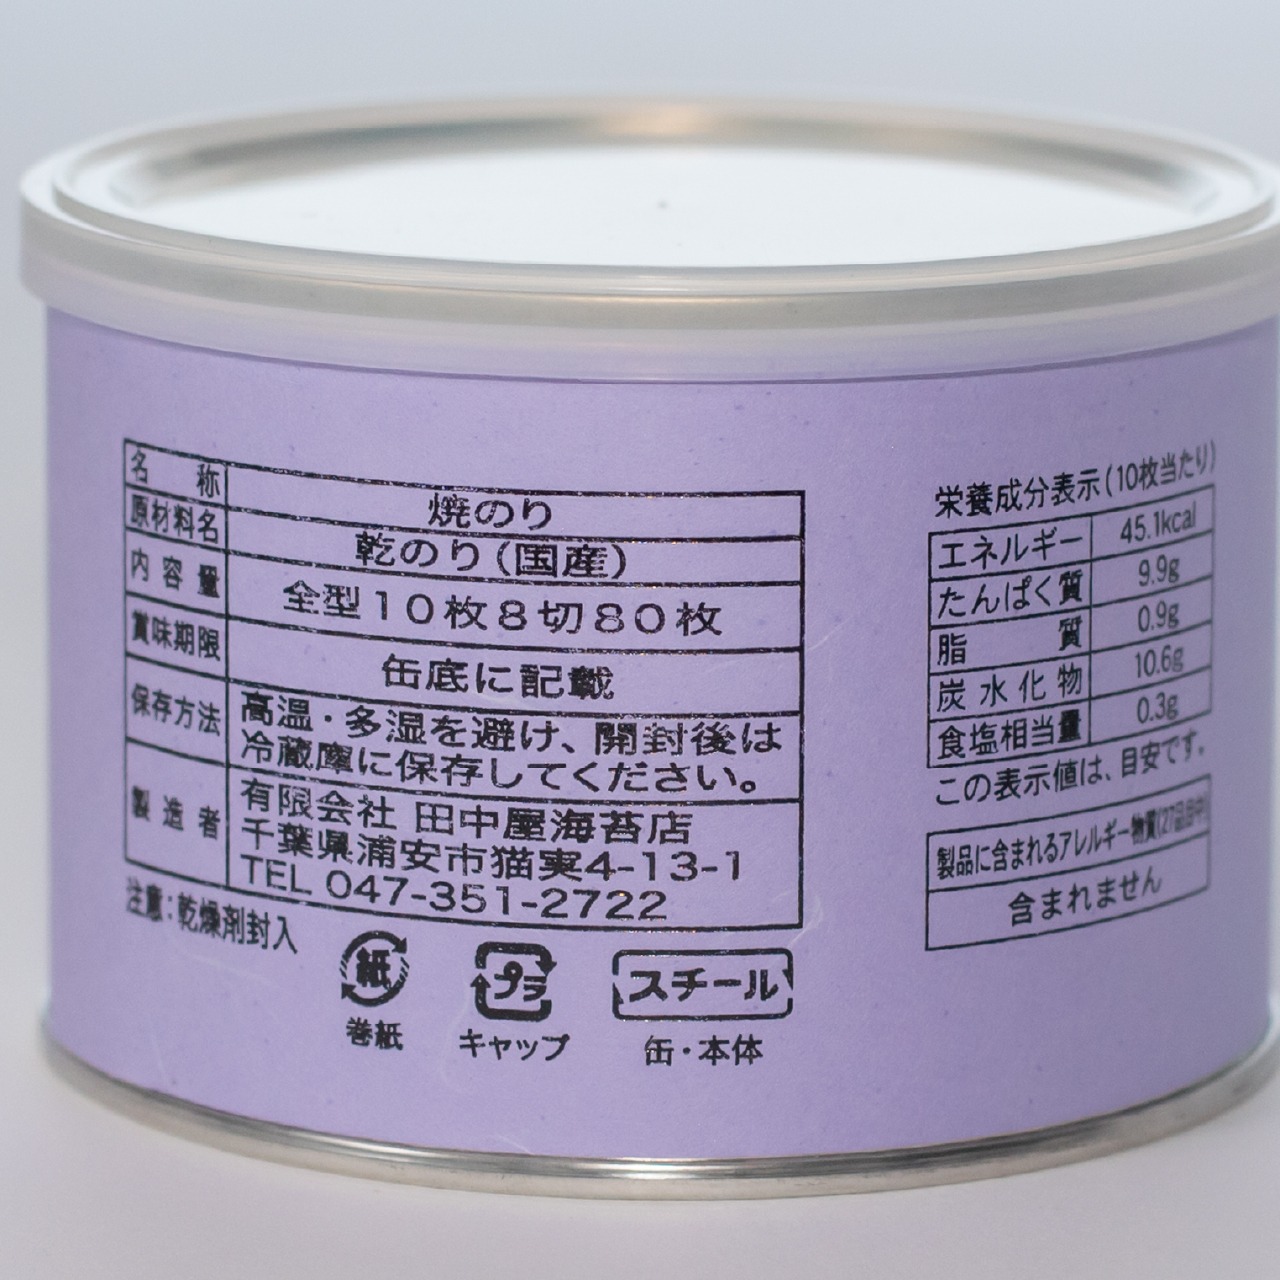 名称 焼のり
原材料名 乾のり(国産)
内容量 全型10枚8切80枚
賞味期限 缶底に記載
保存方法 高温・多湿を避け、開封後は
冷蔵庫に保存してください。
製造者 有限会社 田中屋海苔店
千葉県浦安市猫実4-13-1
TEL 047-351-2722
注意:乾燥剤封入
紙
巻紙
プラ
キャップ
スチール
缶・本体
栄養成分表示(10枚当たり)
エネルギー 45.1kcal
たんぱく質 9.9g
脂質 0.9g
炭水化物 10.6g
食塩相当量 0.3g
この表示値は、目安です。
製品に含まれるアレルギー物質(27品目中)
含まれません